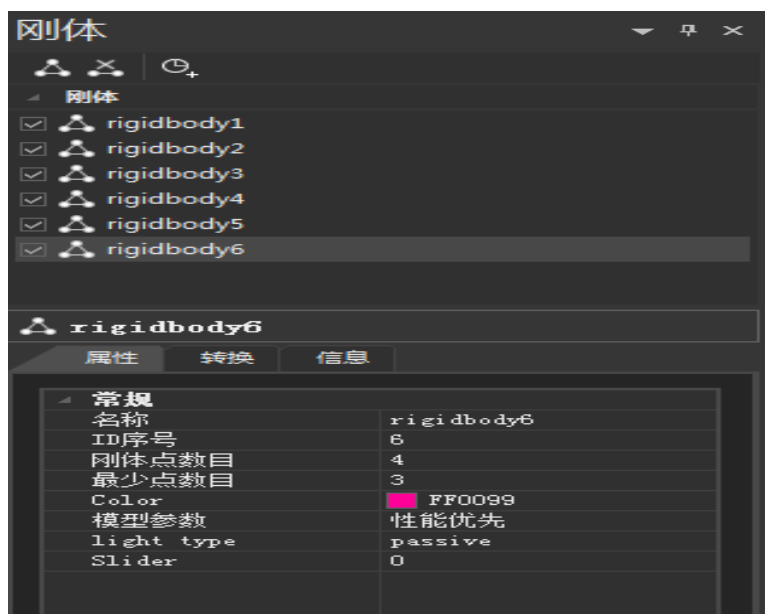 刚体
刚体
rigidbody1
rigidbody2
rigidbody3
rigidbody4
rigidbody5
rigidbody6
rigidbody6
属性 转换 信息
常规
名称 rigidbody6
ID序号 6
刚体点数目 4
最少点数目 3
Color FF0099
模型参数 性能优先
light type passive
Slider 0